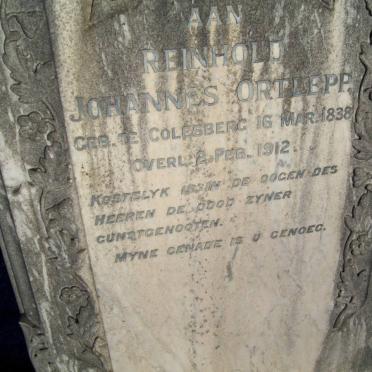 AAN
REINHOLD
JOHANNES ORTLEPP
GEB. TE COLESBERG 16 MAR. 1838
OVERL. 2 FEB. 1912.
KOSTELYK IS IN DE OOGEN DES
HEEREN DE DOOD ZYNER
GUNSTGENOOTEN.
MYNE GENADE IS U GENOEG.